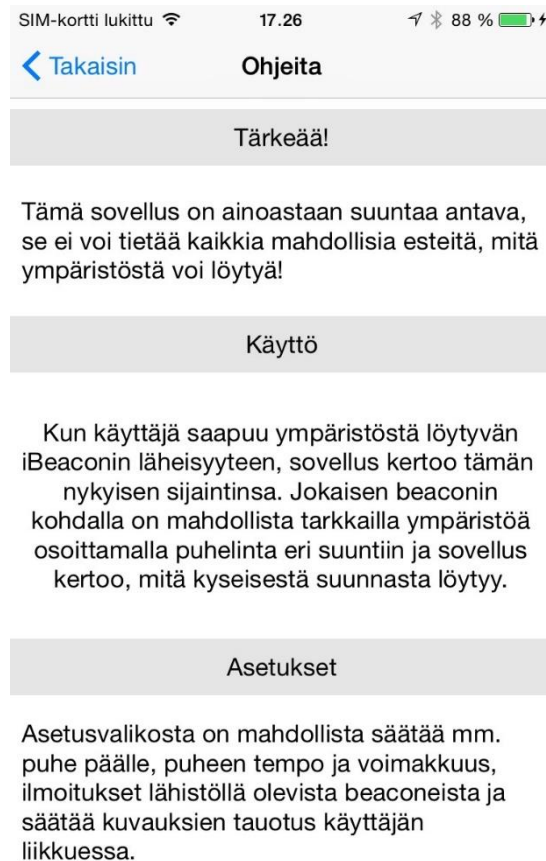 SIM-kortti lukittu 17.26 88 %
Takaisin Ohjeita
Tärkeää!
Tämä sovellus on ainoastaan suuntaa antava,
se ei voi tietää kaikkia mahdollisia esteitä, mitä
ympäristöstä voi löytyä!
Käyttö
Kun käyttäjä saapuu ympäristöstä löytyvän
iBeaconin läheisyyteen, sovellus kertoo tämän
nykyisen sijaintinsa. Jokaisen beaconin
kohdalla on mahdollista tarkkailla ympäristöä
osoittamalla puhelinta eri suuntiin ja sovellus
kertoo, mitä kyseisestä suunnasta löytyy.
Asetukset
Asetusvalikosta on mahdollista säätää mm.
puhe päälle, puheen tempo ja voimakkuus,
ilmoitukset lähistöllä olevista beaconeista ja
säätää kuvauksien tauotus käyttäjän
liikkuessa.